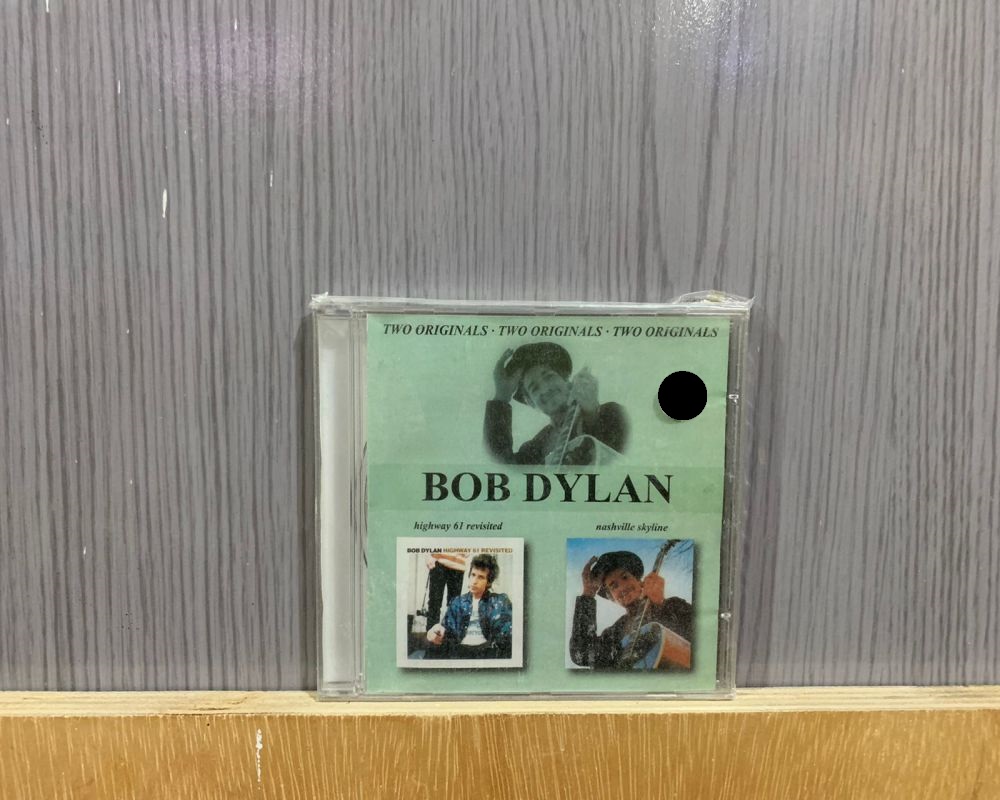 TWO ORIGINALS · TWO ORIGINALS · TWO ORIGINALS
BOB DYLAN
highway 61 revisited
nashville skyline
BOB DYLAN HIGHWAY 61 REVISITED